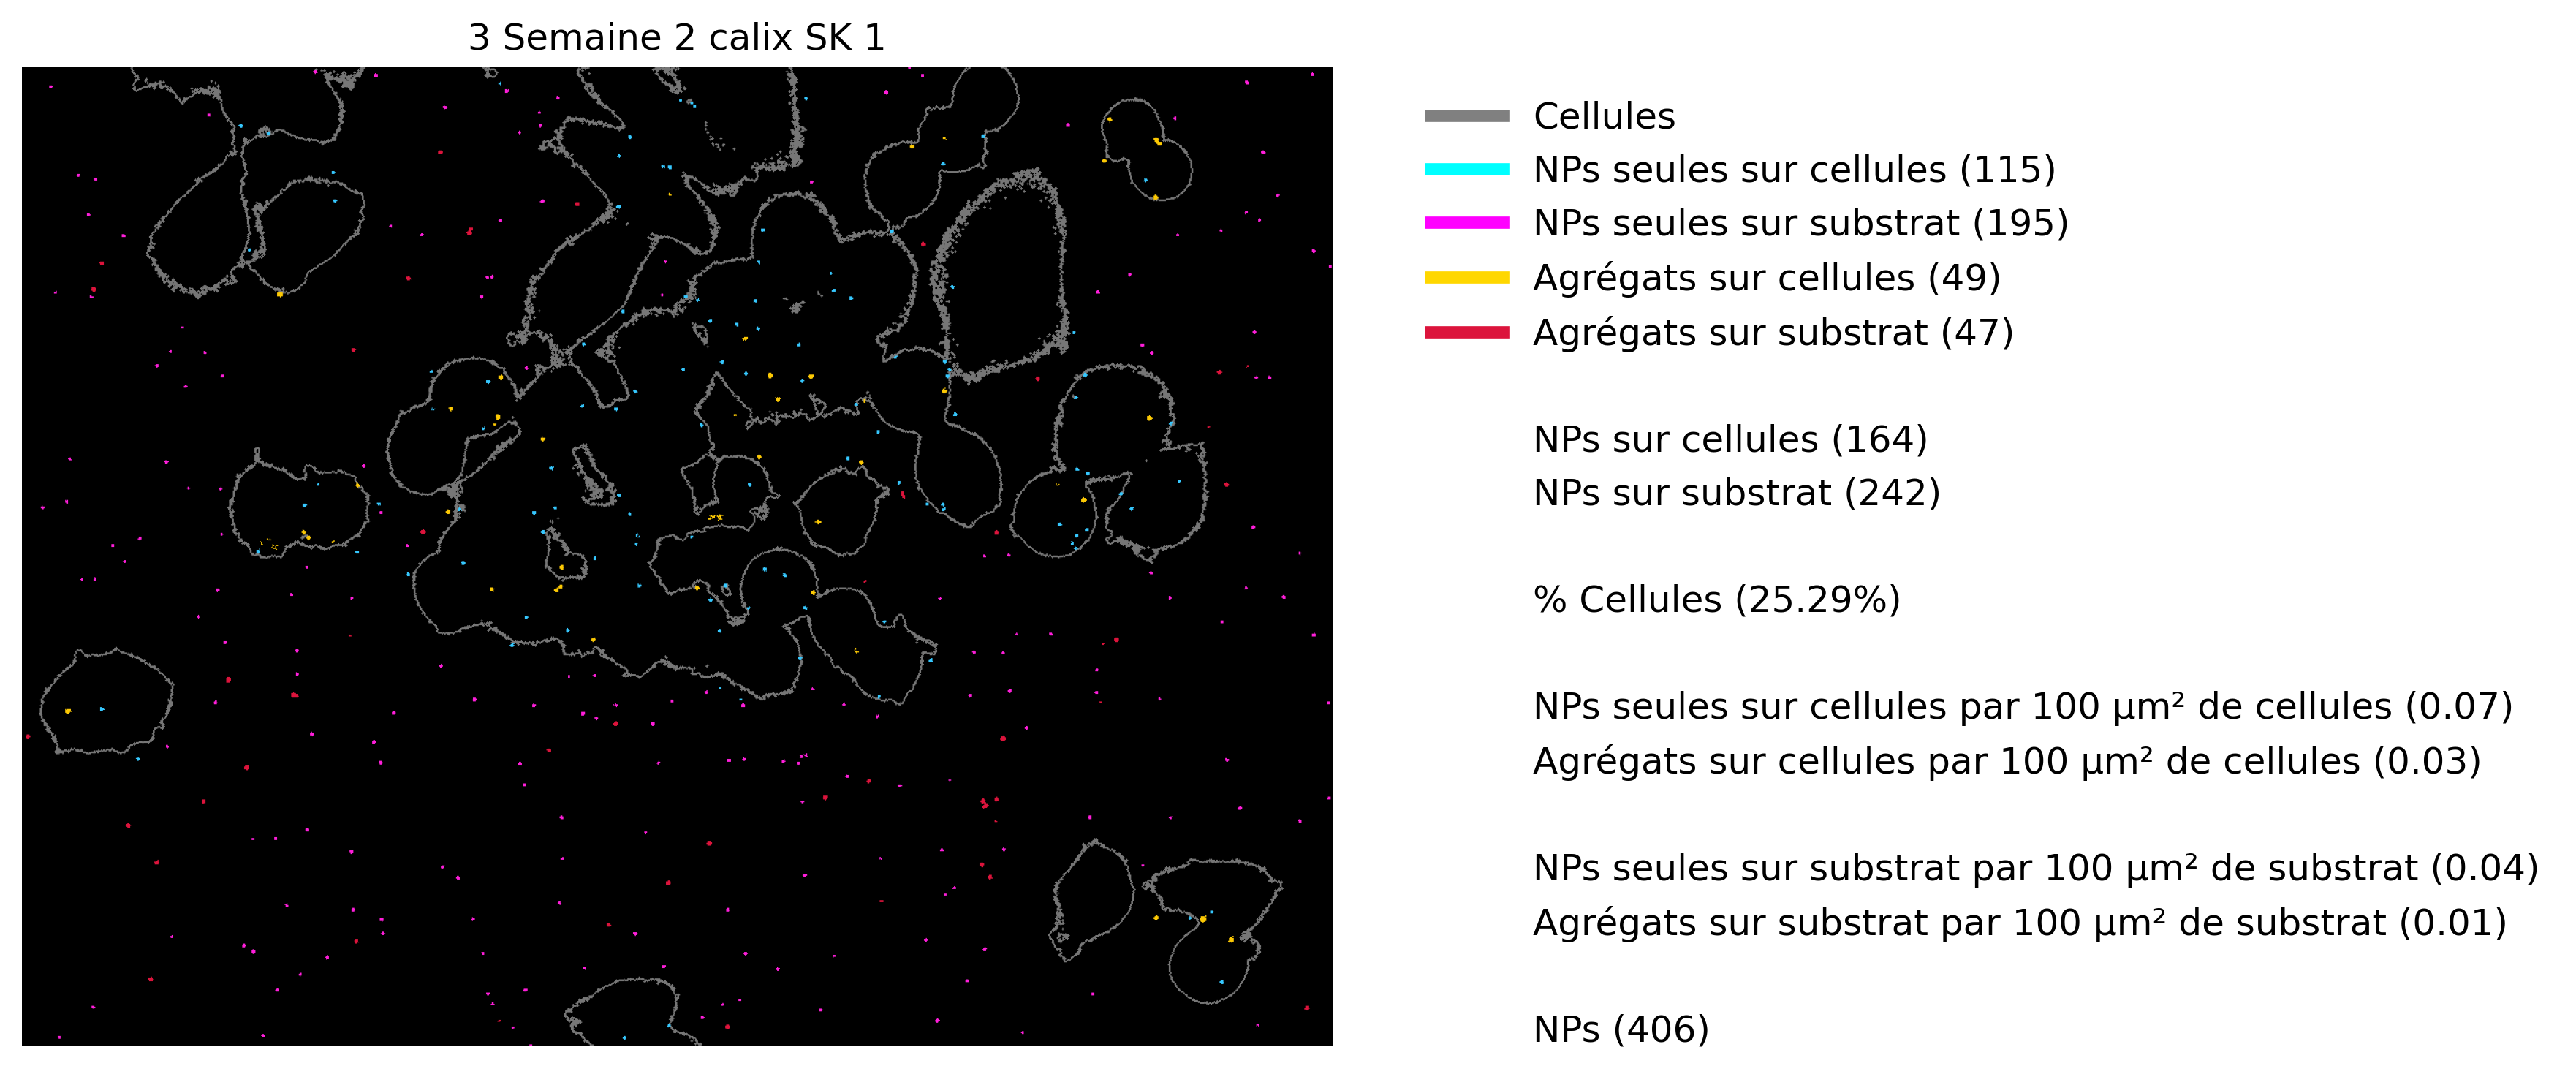 3 Semaine 2 calix SK 1
Cellules
NPs seules sur cellules (115)
NPs seules sur substrat (195)
Agrégats sur cellules (49)
Agrégats sur substrat (47)
NPs sur cellules (164)
NPs sur substrat (242)
% Cellules (25.29%)
NPs seules sur cellules par 100 µm² de cellules (0.07)
Agrégats sur cellules par 100 µm² de cellules (0.03)
NPs seules sur substrat par 100 µm² de substrat (0.04)
Agrégats sur substrat par 100 µm² de substrat (0.01)
NPs (406)